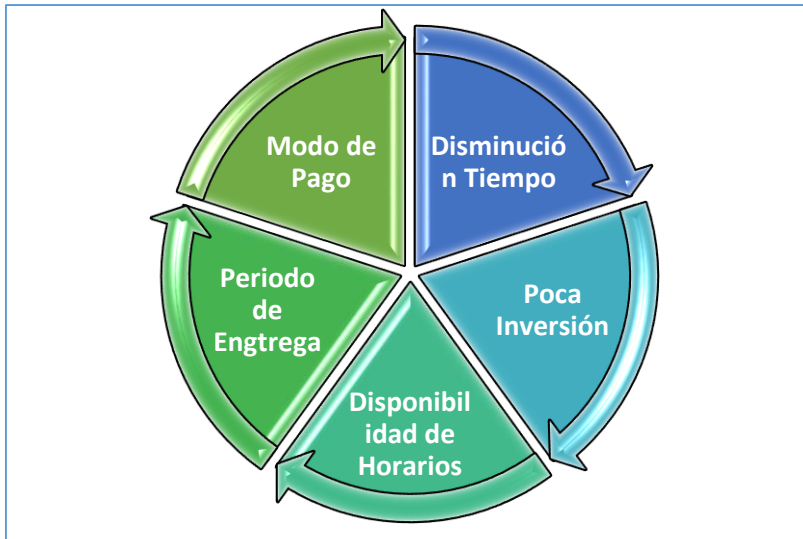 Modo de
Pago
Disminució
n Tiempo
Poca
Inversión
Disponibil
idad de
Horarios
Periodo
de
Engtrega